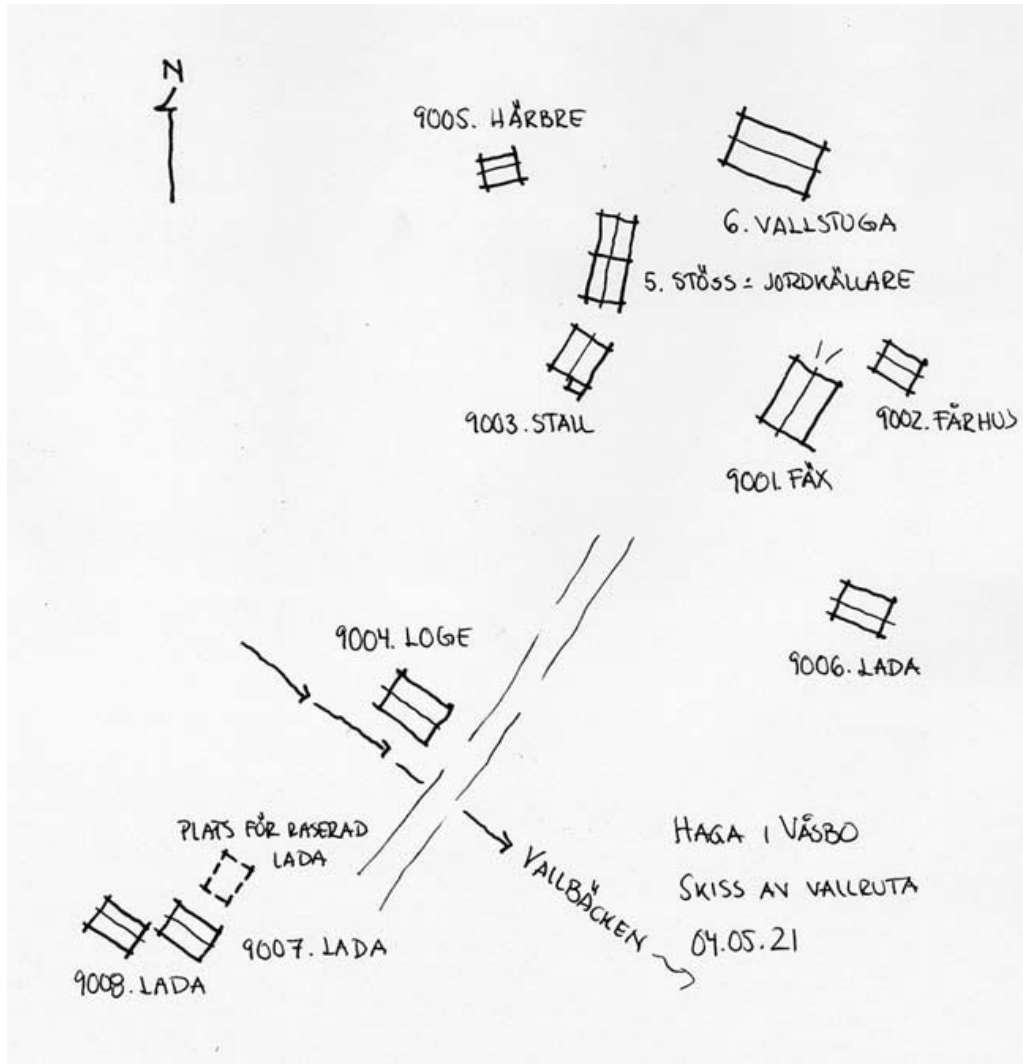 N
9005. HÄRBRE
6. VALLSTUGA
5. STÖSS = JORDKÄLLARE
9003. STALL
9002. FÅRHUS
9001. FÄX
9004. LOGE
9006. LADA
PLATS FÖR RASERAD
LADA
HAGA I VÅSBO
SKISS AV VALLRUTA
04.05.21
VALLBÄCKEN
9007. LADA
9008. LADA